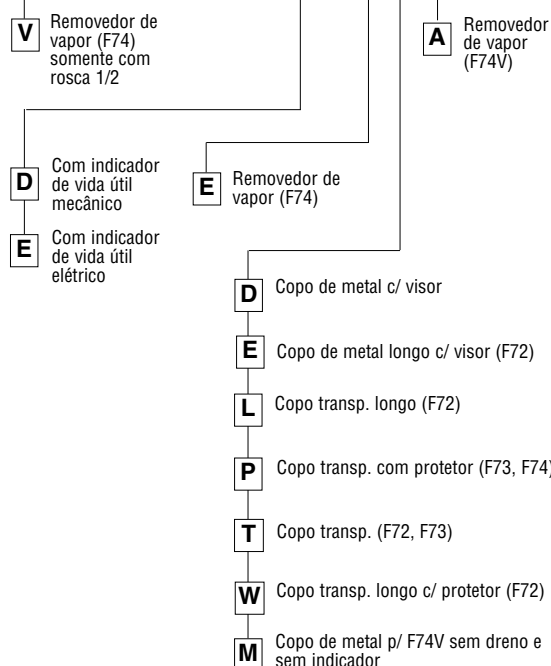 V
Removedor de
vapor (F74)
somente com
rosca 1/2
A
Removedor
de vapor
(F74V)
D
Com indicador
de vida útil
mecânico
E
Removedor de
vapor (F74)
E
Com indicador
de vida útil
elétrico
D
Copo de metal c/ visor
E
Copo de metal longo c/ visor (F72)
L
Copo transp. longo (F72)
P
Copo transp. com protetor (F73, F74)
T
Copo transp. (F72, F73)
W
Copo transp. longo c/ protetor (F72)
M
Copo de metal p/ F74V sem dreno e
sem indicador